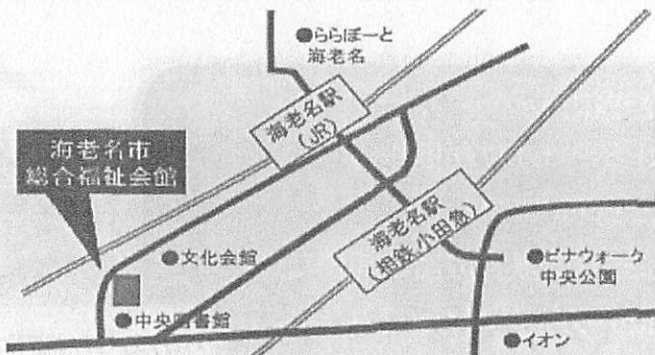 ●ららぽーと
海老名
海老名駅
(JR)
海老名市
総合福祉会館
海老名駅
(相鉄 小田急)
●文化会館
●ビナウォーク
中央公園
●中央図書館
●イオン